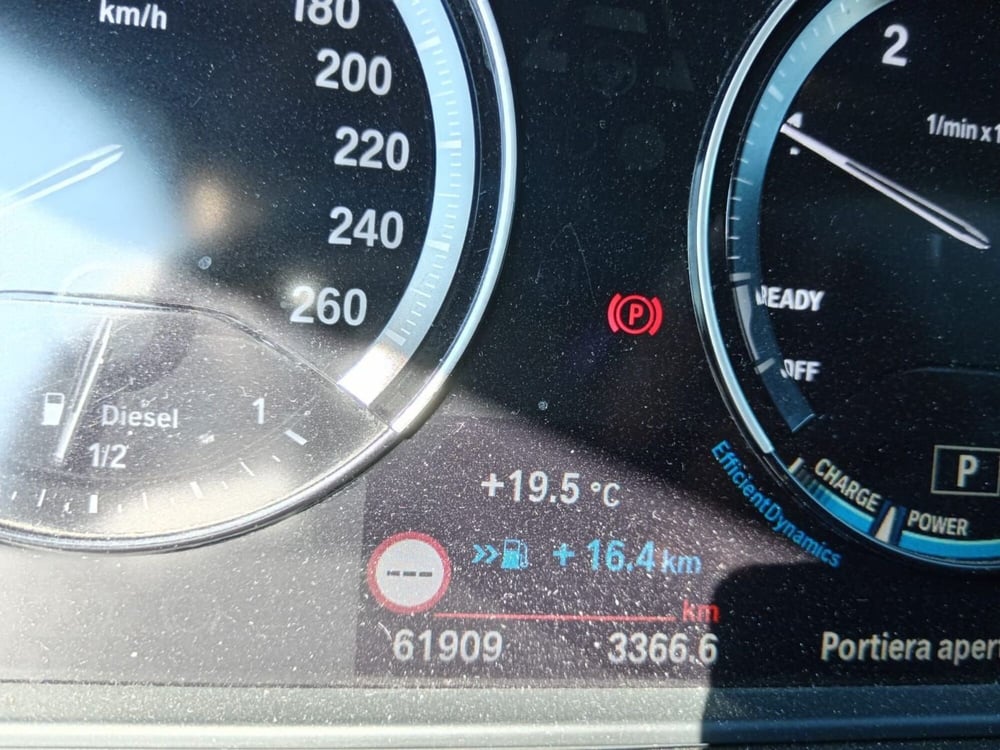 km/h
180
200
220
240
260
Diesel
1
1/2
2
1/min x1
READY
OFF
P
P
CHARGE
POWER
EfficientDynamics
+19.5 °C
--- >> + 16.4 km
km
61909 3366.6
Portiera aper